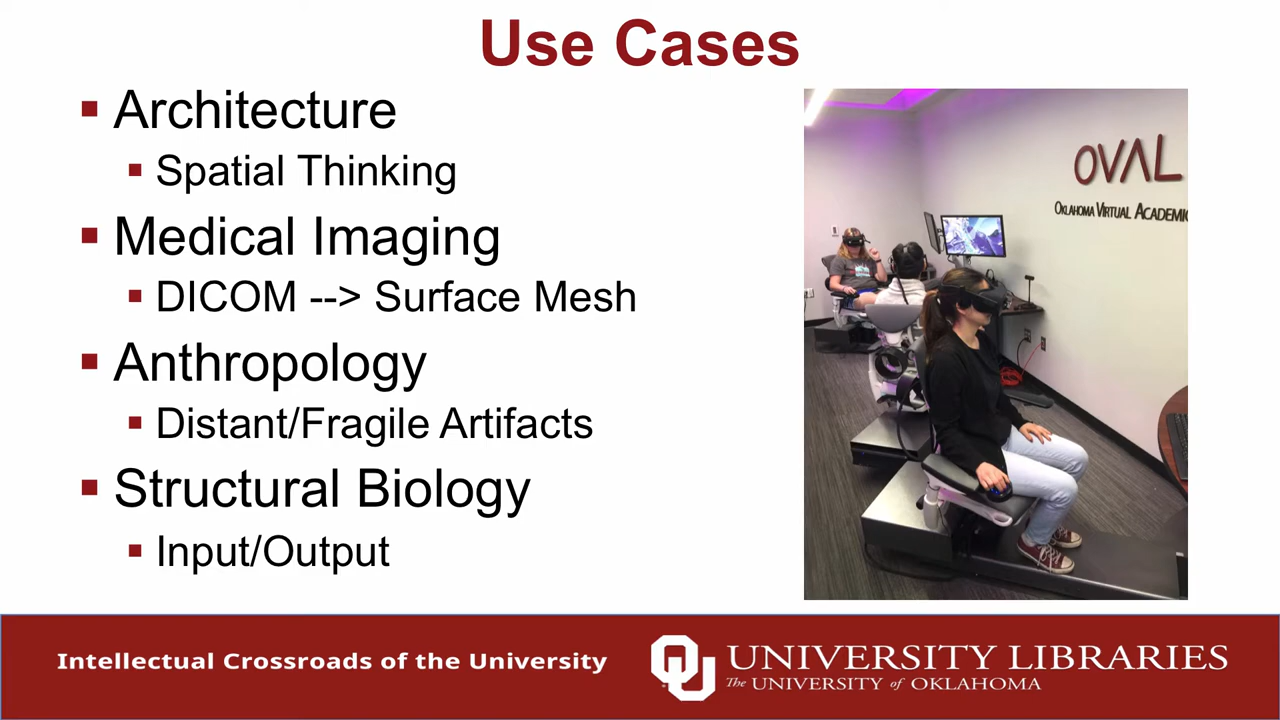 Use Cases
Architecture
Spatial Thinking
Medical Imaging
DICOM --> Surface Mesh
Anthropology
Distant/Fragile Artifacts
Structural Biology
Input/Output
OVAL
OKLAHOMA VIRTUAL ACADEMIC
Intellectual Crossroads of the University
OU
UNIVERSITY LIBRARIES
The UNIVERSITY of OKLAHOMA